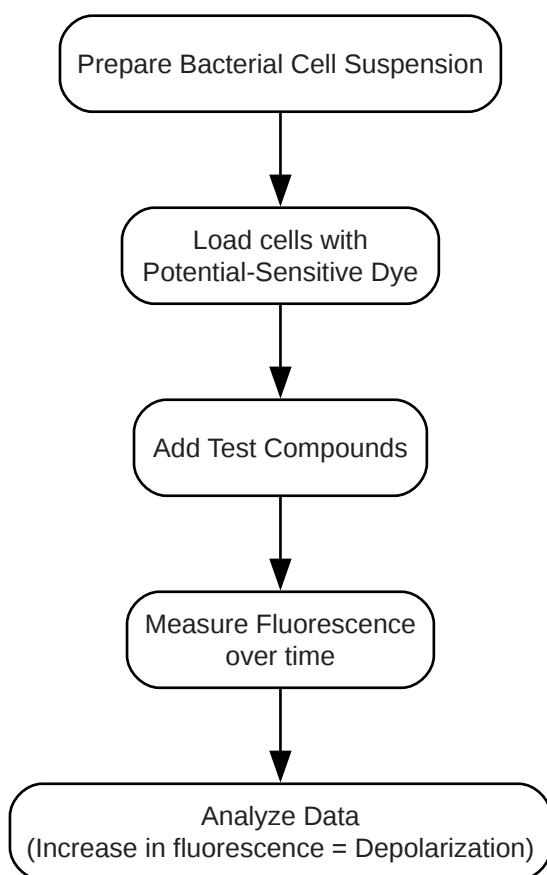 Prepare Bacterial Cell Suspension
Load cells with
Potential-Sensitive Dye
Add Test Compounds
Measure Fluorescence
over time
Analyze Data
(Increase in fluorescence = Depolarization)